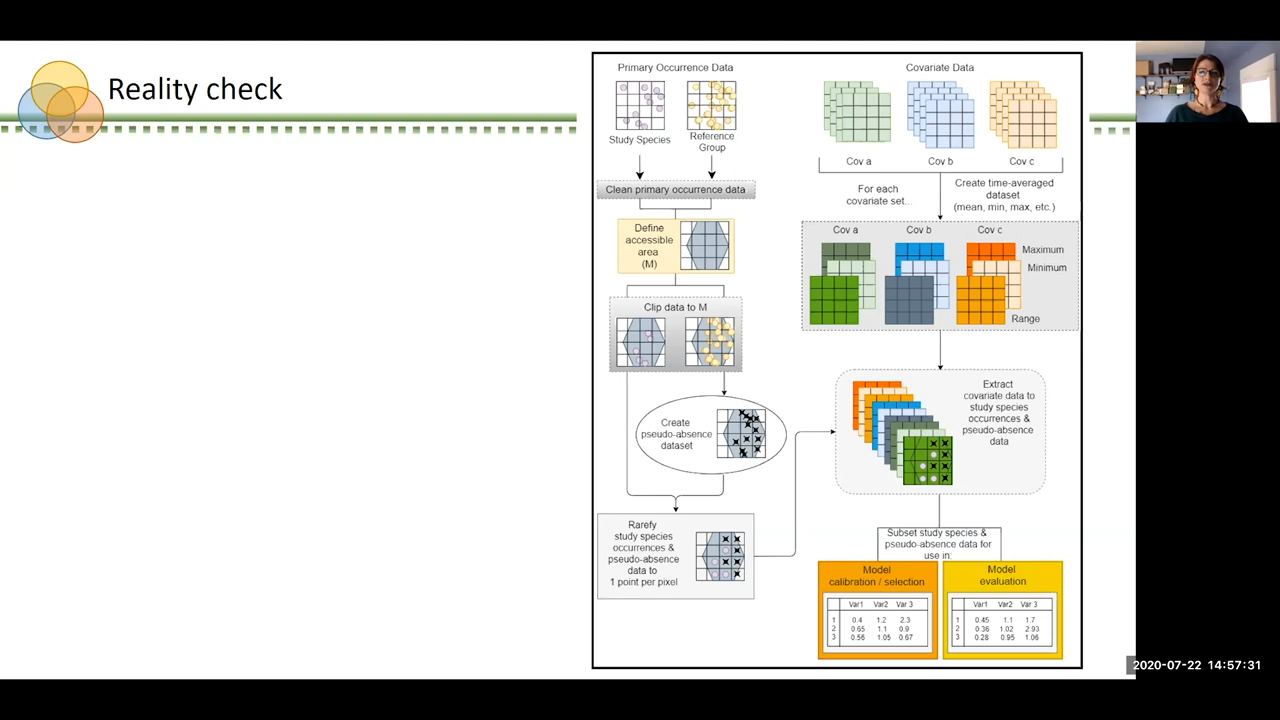 Reality check
Primary Occurrence Data
Study Species
Reference
Group
Clean primary occurrence data
Define
accessible
area
(M)
Clip data to M
Create
pseudo-absence
dataset
Rarefy
study species
occurrences &
pseudo-absence
data to
1 point per pixel
Covariate Data
Cov a
Cov b
Cov c
For each
covariate set...
Create time-averaged
dataset
(mean, min, max, etc.)
Cov a
Cov b
Cov c
Maximum
Minimum
Range
Extract
covariate data to
study species
occurrences &
pseudo-absence
data
Subset study species &
pseudo-absence data for
use in:
Model
calibration / selection
Var1 Var2 Var 3
1 0.4 1.2 2.3
2 0.65 1.1 0.9
3 0.56 1.05 0.67
Model
evaluation
Var1 Var2 Var 3
1 0.45 1.1 1.7
2 0.36 1.02 2.93
3 0.28 0.95 1.06
2020-07-22 14:57:31